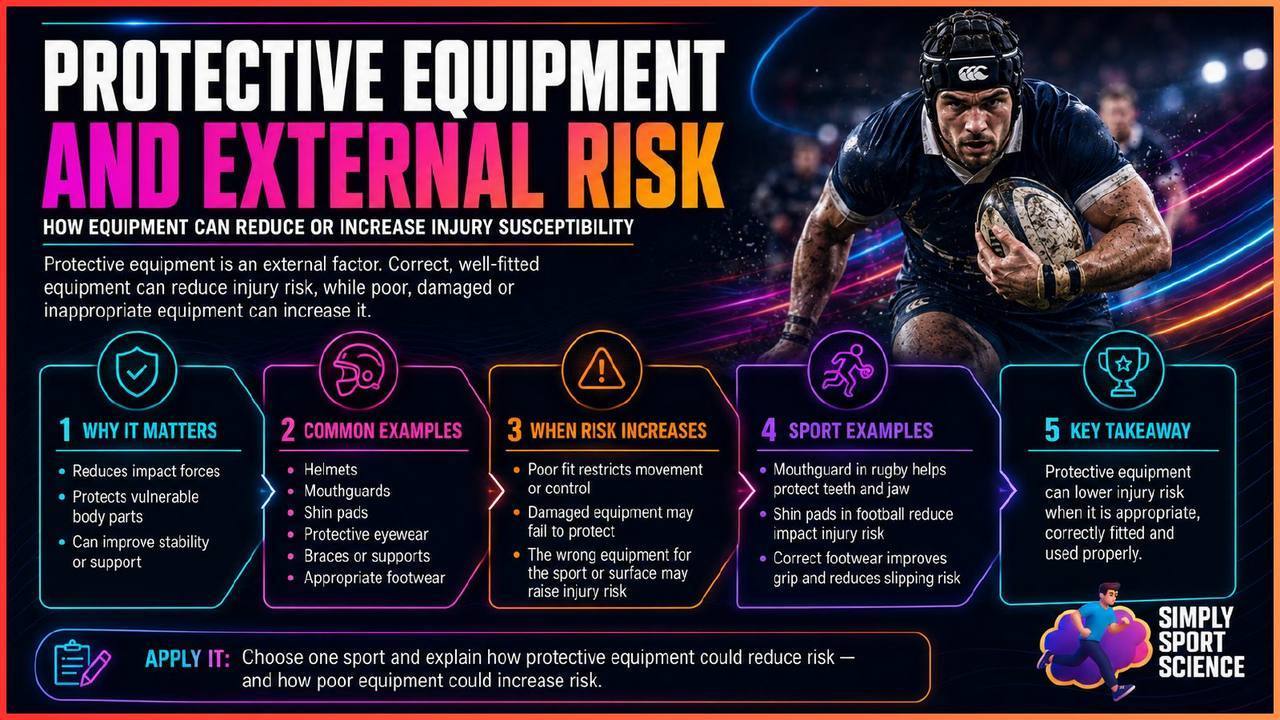 PROTECTIVE EQUIPMENT
AND EXTERNAL RISK
HOW EQUIPMENT CAN REDUCE OR INCREASE INJURY SUSCEPTIBILITY
Protective equipment is an external factor. Correct, well-fitted
equipment can reduce injury risk, while poor, damaged or
inappropriate equipment can increase it.
1 WHY IT MATTERS
• Reduces impact forces
• Protects vulnerable
body parts
• Can improve stability
or support
2 COMMON EXAMPLES
• Helmets
• Mouthguards
• Shin pads
• Protective eyewear
• Braces or supports
• Appropriate footwear
3 WHEN RISK INCREASES
• Poor fit restricts movement
or control
• Damaged equipment may
fail to protect
• The wrong equipment for
the sport or surface may
raise injury risk
4 SPORT EXAMPLES
• Mouthguard in rugby helps
protect teeth and jaw
• Shin pads in football reduce
impact injury risk
• Correct footwear improves
grip and reduces slipping risk
5 KEY TAKEAWAY
Protective equipment
can lower injury risk
when it is appropriate,
correctly fitted and
used properly.
APPLY IT: Choose one sport and explain how protective equipment could reduce risk —
and how poor equipment could increase risk.
SIMPLY
SPORT
SCIENCE